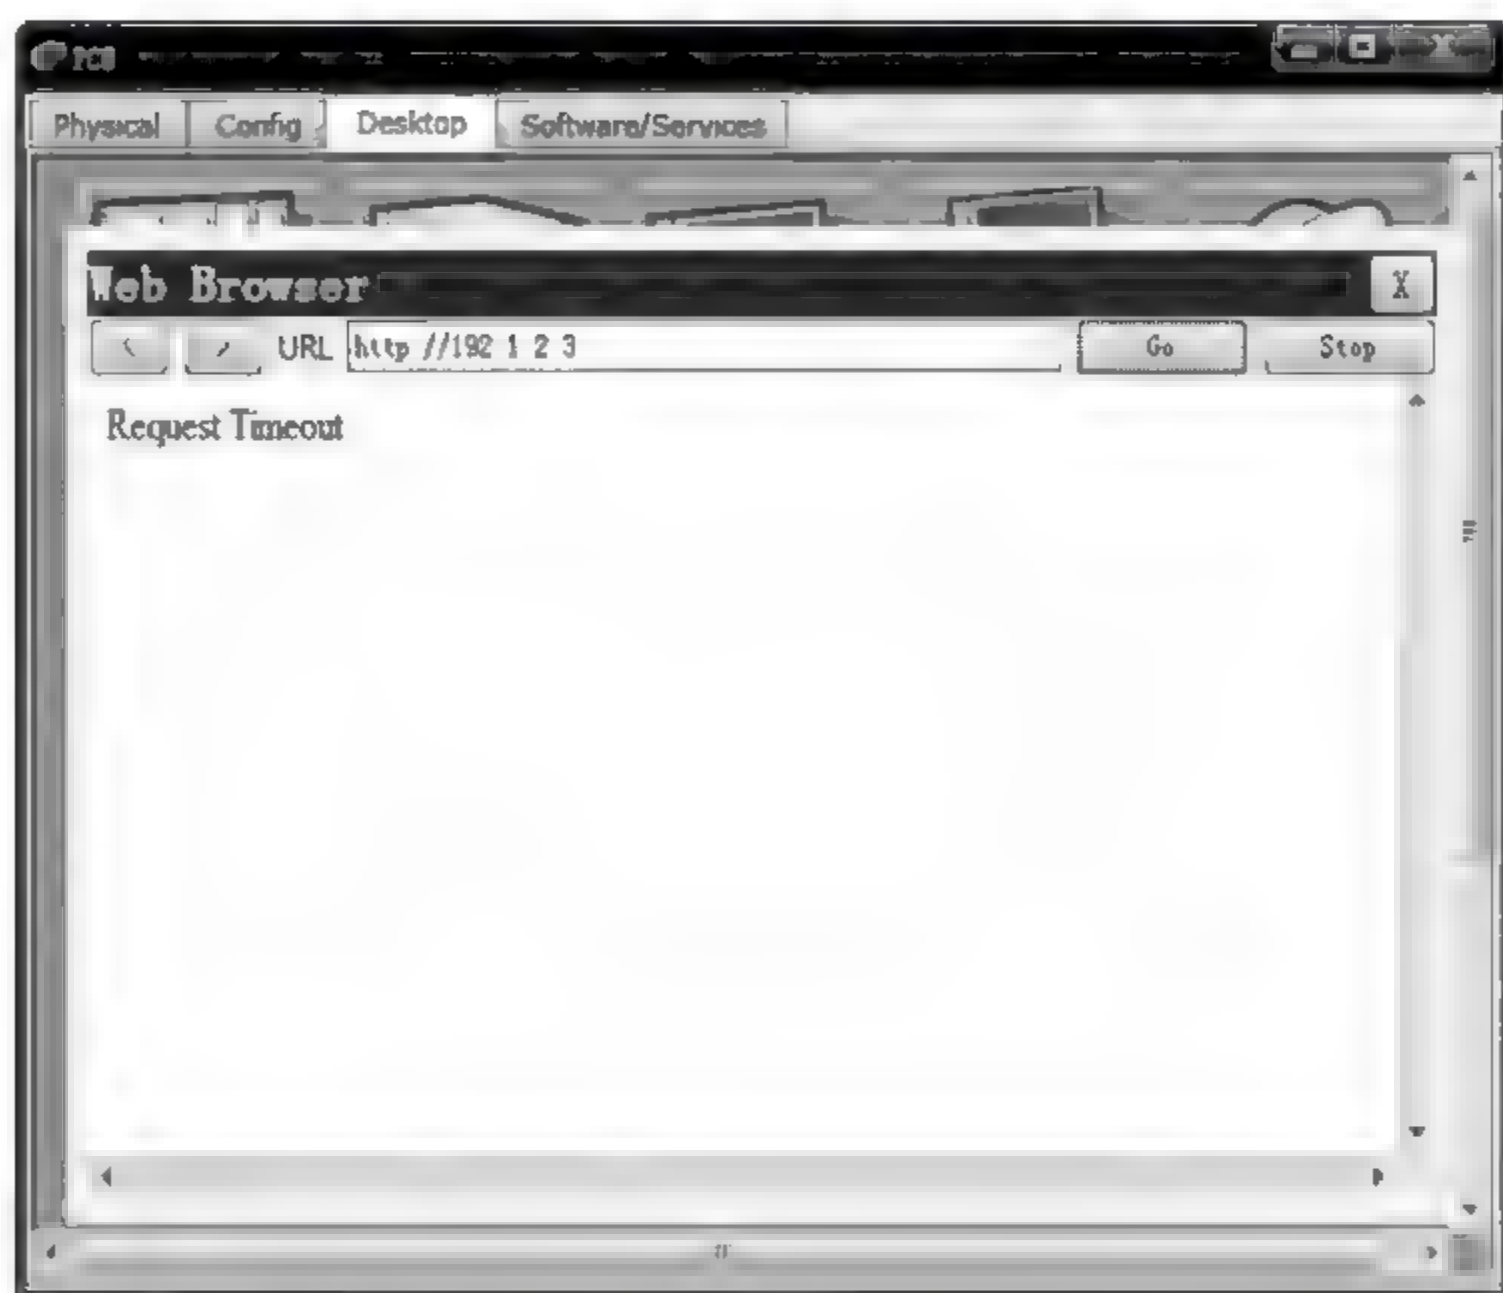 PC0
Physical Config Desktop Software/Services
Web Browser X
< > URL http //192 1 2 3 Go Stop
Request Timeout